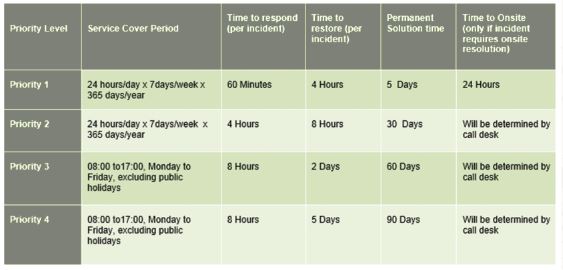 Priority Level Service Cover Period Time to respond (per incident) Time to restore (per incident) Permanent Solution time Time to Onsite (only if incident requires onsite resolution)
Priority 1 24 hours/day x 7days/week x 365 days/year 60 Minutes 4 Hours 5 Days 24 Hours
Priority 2 24 hours/day x 7days/week x 365 days/year 4 Hours 8 Hours 30 Days Will be determined by call desk
Priority 3 08:00 to17:00, Monday to Friday, excluding public holidays 8 Hours 2 Days 60 Days Will be determined by call desk
Priority 4 08:00 to17:00, Monday to Friday, excluding public holidays 8 Hours 5 Days 90 Days Will be determined by call desk